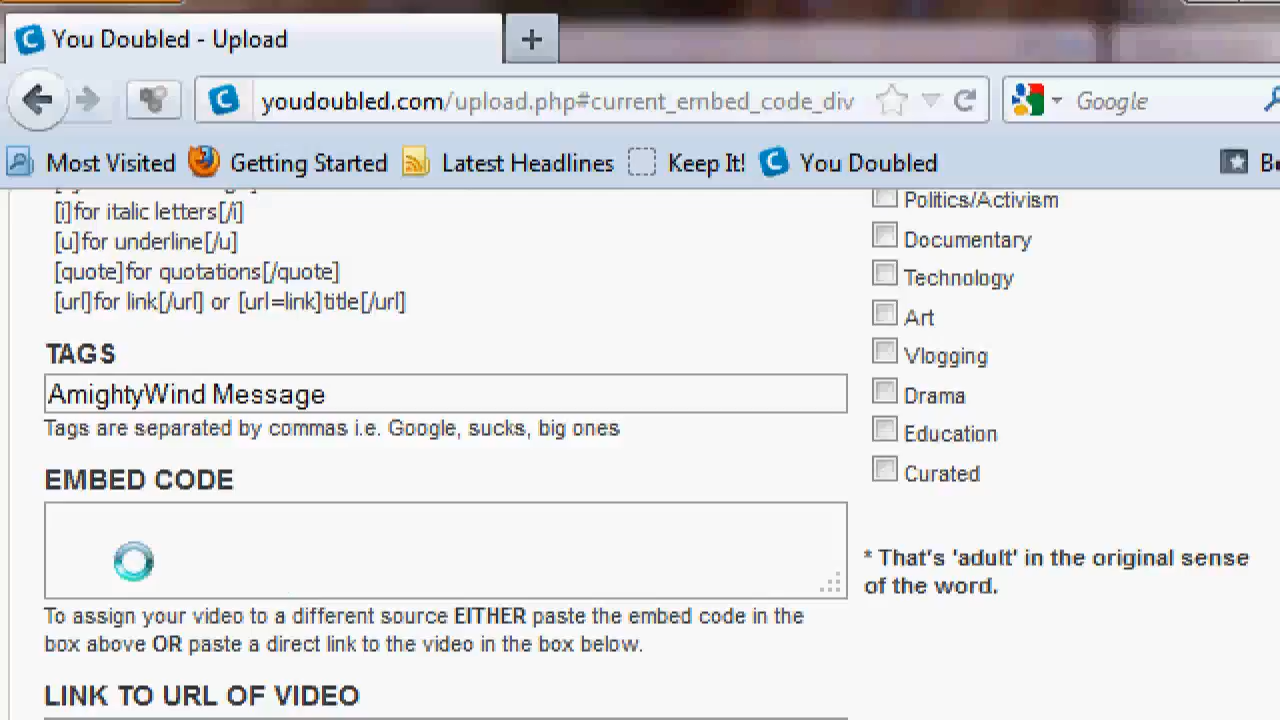 You Doubled - Upload
youdoubled.com/upload.php#current_embed_code_div
Google
Most Visited
Getting Started
Latest Headlines
Keep It!
You Doubled
[i]for italic letters[/i]
[u]for underline[/u]
[quote]for quotations[/quote]
[url]for link[/url] or [url=link]title[/url]
TAGS
AmightyWind Message
Tags are separated by commas i.e. Google, sucks, big ones
EMBED CODE
To assign your video to a different source EITHER paste the embed code in the
box above OR paste a direct link to the video in the box below.
LINK TO URL OF VIDEO
Politics/Activism
Documentary
Technology
Art
Vlogging
Drama
Education
Curated
* That's 'adult' in the original sense
of the word.